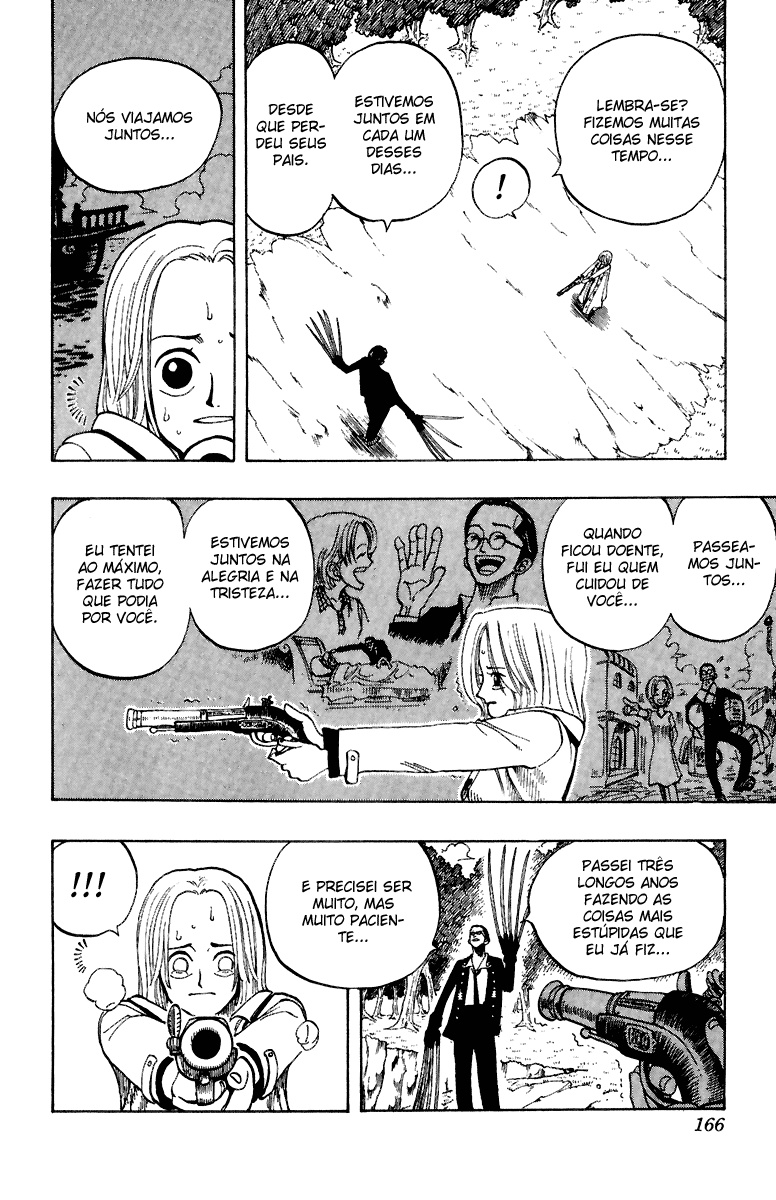 LEMBRA-SE?
FIZEMOS MUITAS
COISAS NESSE
TEMPO...
!
ESTIVEMOS
JUNTOS EM
CADA UM
DESSES
DIAS...
DESDE
QUE PER-
DEU SEUS
PAIS.
NÓS VIAJAMOS
JUNTOS...
PASSEA-
MOS JUN-
TOS...
QUANDO
FICOU DOENTE,
FUI EU QUEM
CUIDOU DE
VOCÊ...
ESTIVEMOS
JUNTOS NA
ALEGRIA E NA
TRISTEZA...
EU TENTEI
AO MÁXIMO,
FAZER TUDO
QUE PODIA
POR VOCÊ.
PASSEI TRÊS
LONGOS ANOS
FAZENDO AS
COISAS MAIS
ESTÚPIDAS QUE
EU JÁ FIZ...
E PRECISEI SER
MUITO, MAS
MUITO PACIEN-
TE...
!!!
166